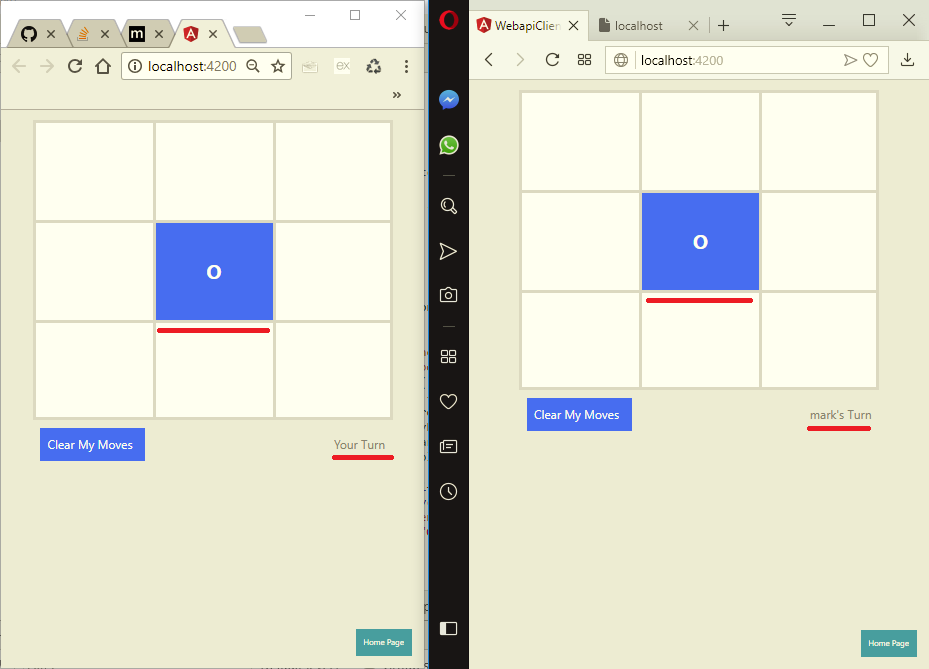 m
localhost:4200
EX
»
O
Clear My Moves
Your Turn
Home Page
WebapiClien
localhost
localhost:4200
O
Clear My Moves
mark's Turn
Home Page